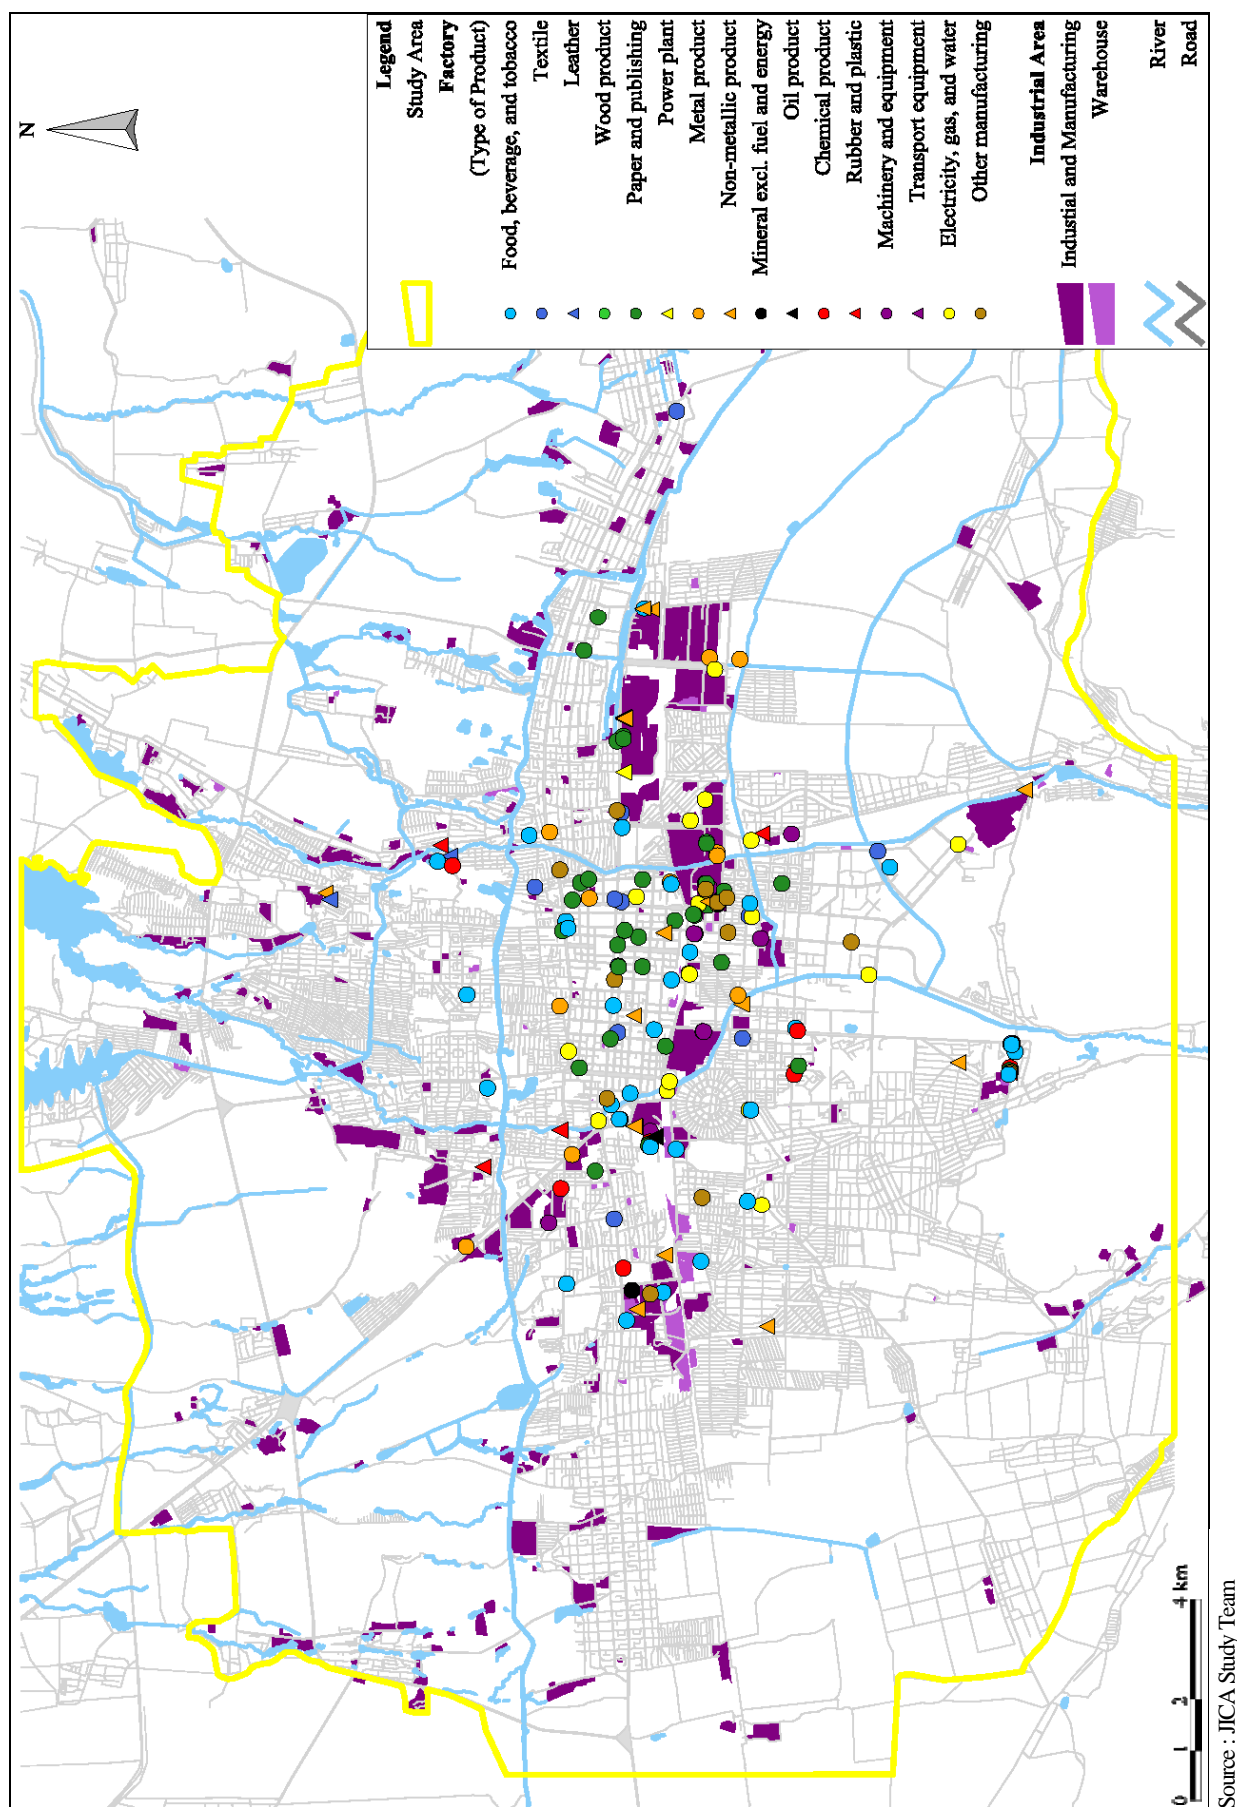 N
Legend
Study Area
Factory
(Type of Product)
Food, beverage, and tobacco
Textile
Leather
Wood product
Paper and publishing
Power plant
Metal product
Non-metallic product
Mineral excl. fuel and energy
Oil product
Chemical product
Rubber and plastic
Machinery and equipment
Transport equipment
Electricity, gas, and water
Other manufacturing
Industrial Area
Industial and Manufacturing
Warehouse
River
Road
0 1 2 4 km
Source : JICA Study Team